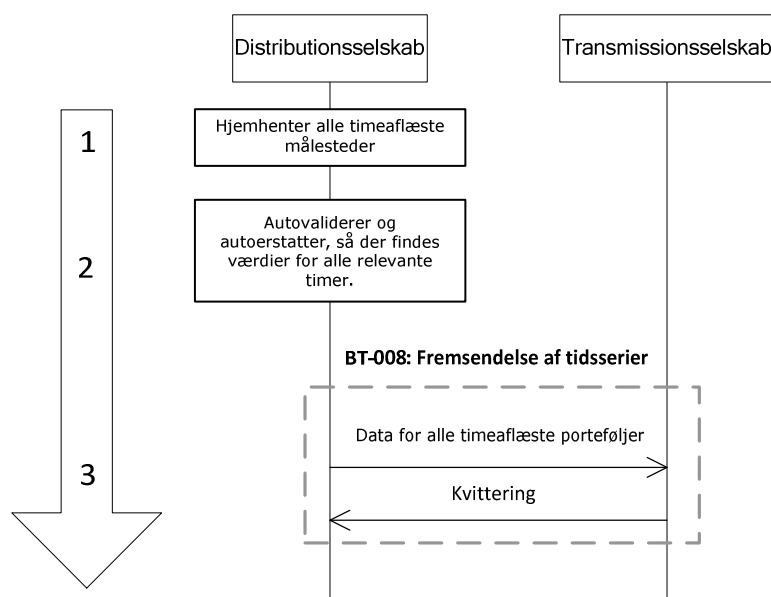 Distributionsselskab
Transmissionsselskab
1
Hjemhenter alle timeaflæste
målesteder
2
Autovaliderer og
autoerstatter, så der findes
værdier for alle relevante
timer.
BT-008: Fremsendelse af tidsserier
3
Data for alle timeaflæste porteføljer
Kvittering